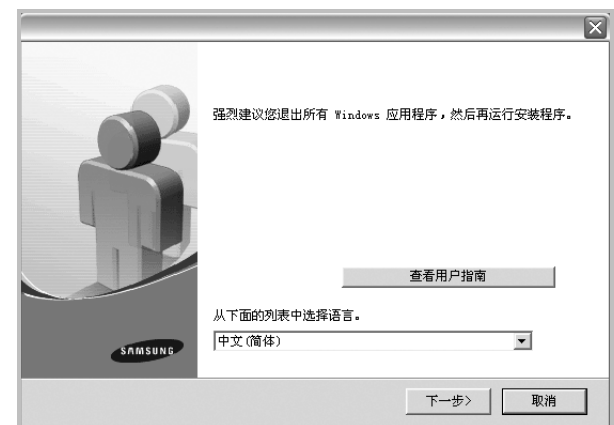 强烈建议您退出所有 Windows 应用程序，然后再运行安装程序。
查看用户指南
从下面的列表中选择语言。
中文(简体)
SAMSUNG
下一步>
取消